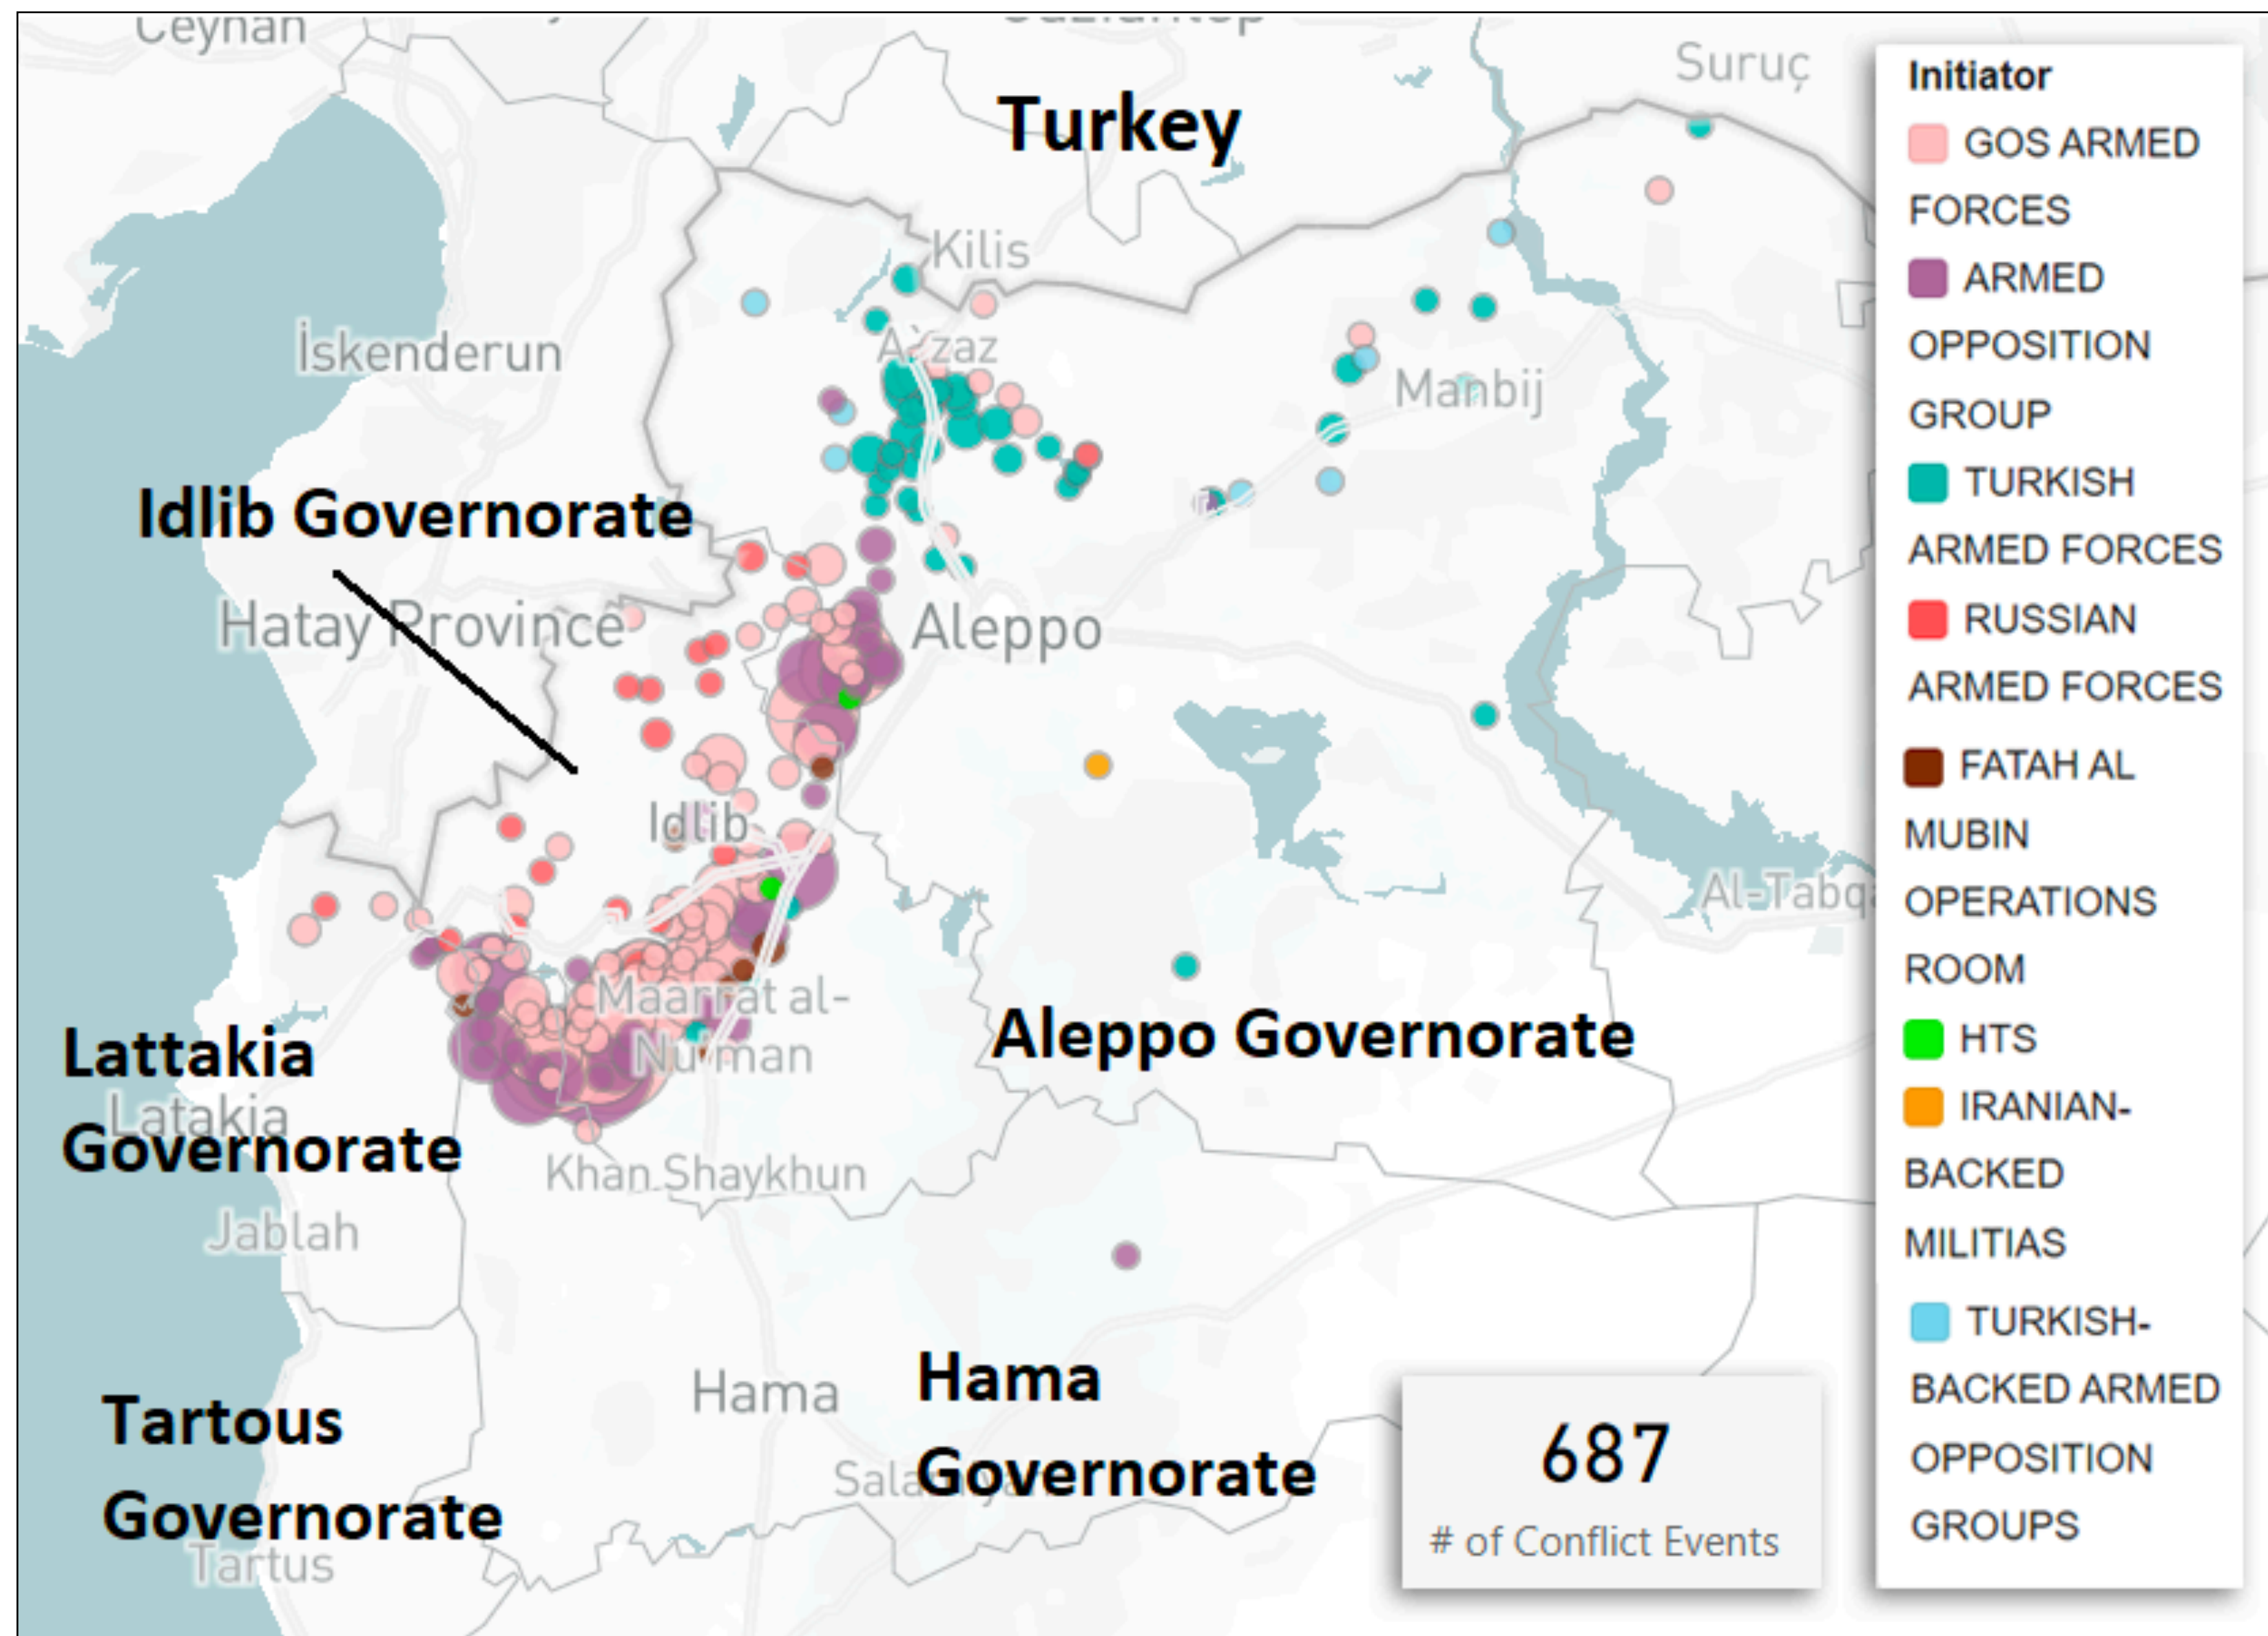 Ceyhan
Gaziantep
Suruç
Turkey
Kilis
A'zaz
İskenderun
Manbij
Idlib Governorate
Hatay Province
Aleppo
Idlib
Al-Tabqa
Maarrat al-
Nu'man
Aleppo Governorate
Lattakia
Latakia
Governorate
Khan Shaykhun
Jablah
Hama
Hama
Governorate
Tartous
Governorate
Tartus
687
# of Conflict Events
Initiator
GOS ARMED
FORCES
ARMED
OPPOSITION
GROUP
TURKISH
ARMED FORCES
RUSSIAN
ARMED FORCES
FATAH AL
MUBIN
OPERATIONS
ROOM
HTS
IRANIAN-
BACKED
MILITIAS
TURKISH-
BACKED ARMED
OPPOSITION
GROUPS